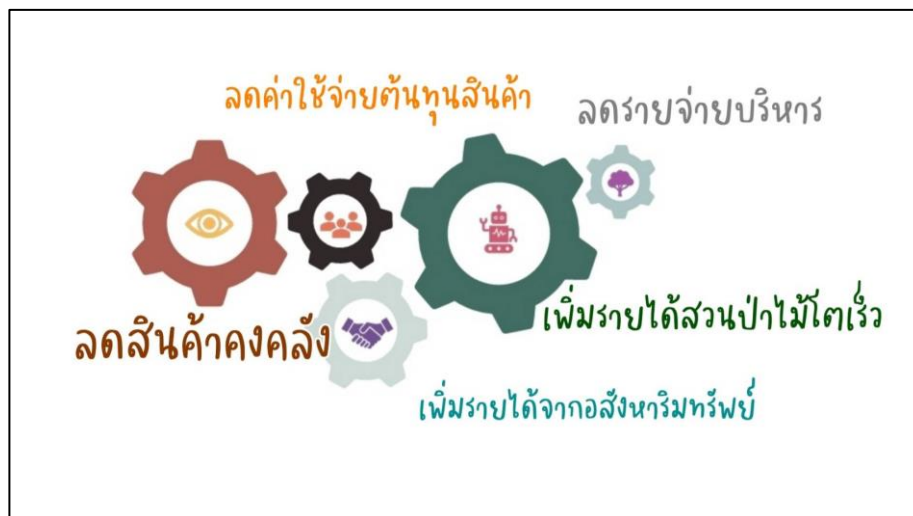 ลดค่าใช้จ่ายต้นทุนสินค้า
ลดรายจ่ายบริหาร
ลดสินค้าคงคลัง
เพิ่มรายได้สวนป่าไม้โตเร็ว
เพิ่มรายได้จากอสังหาริมทรัพย์